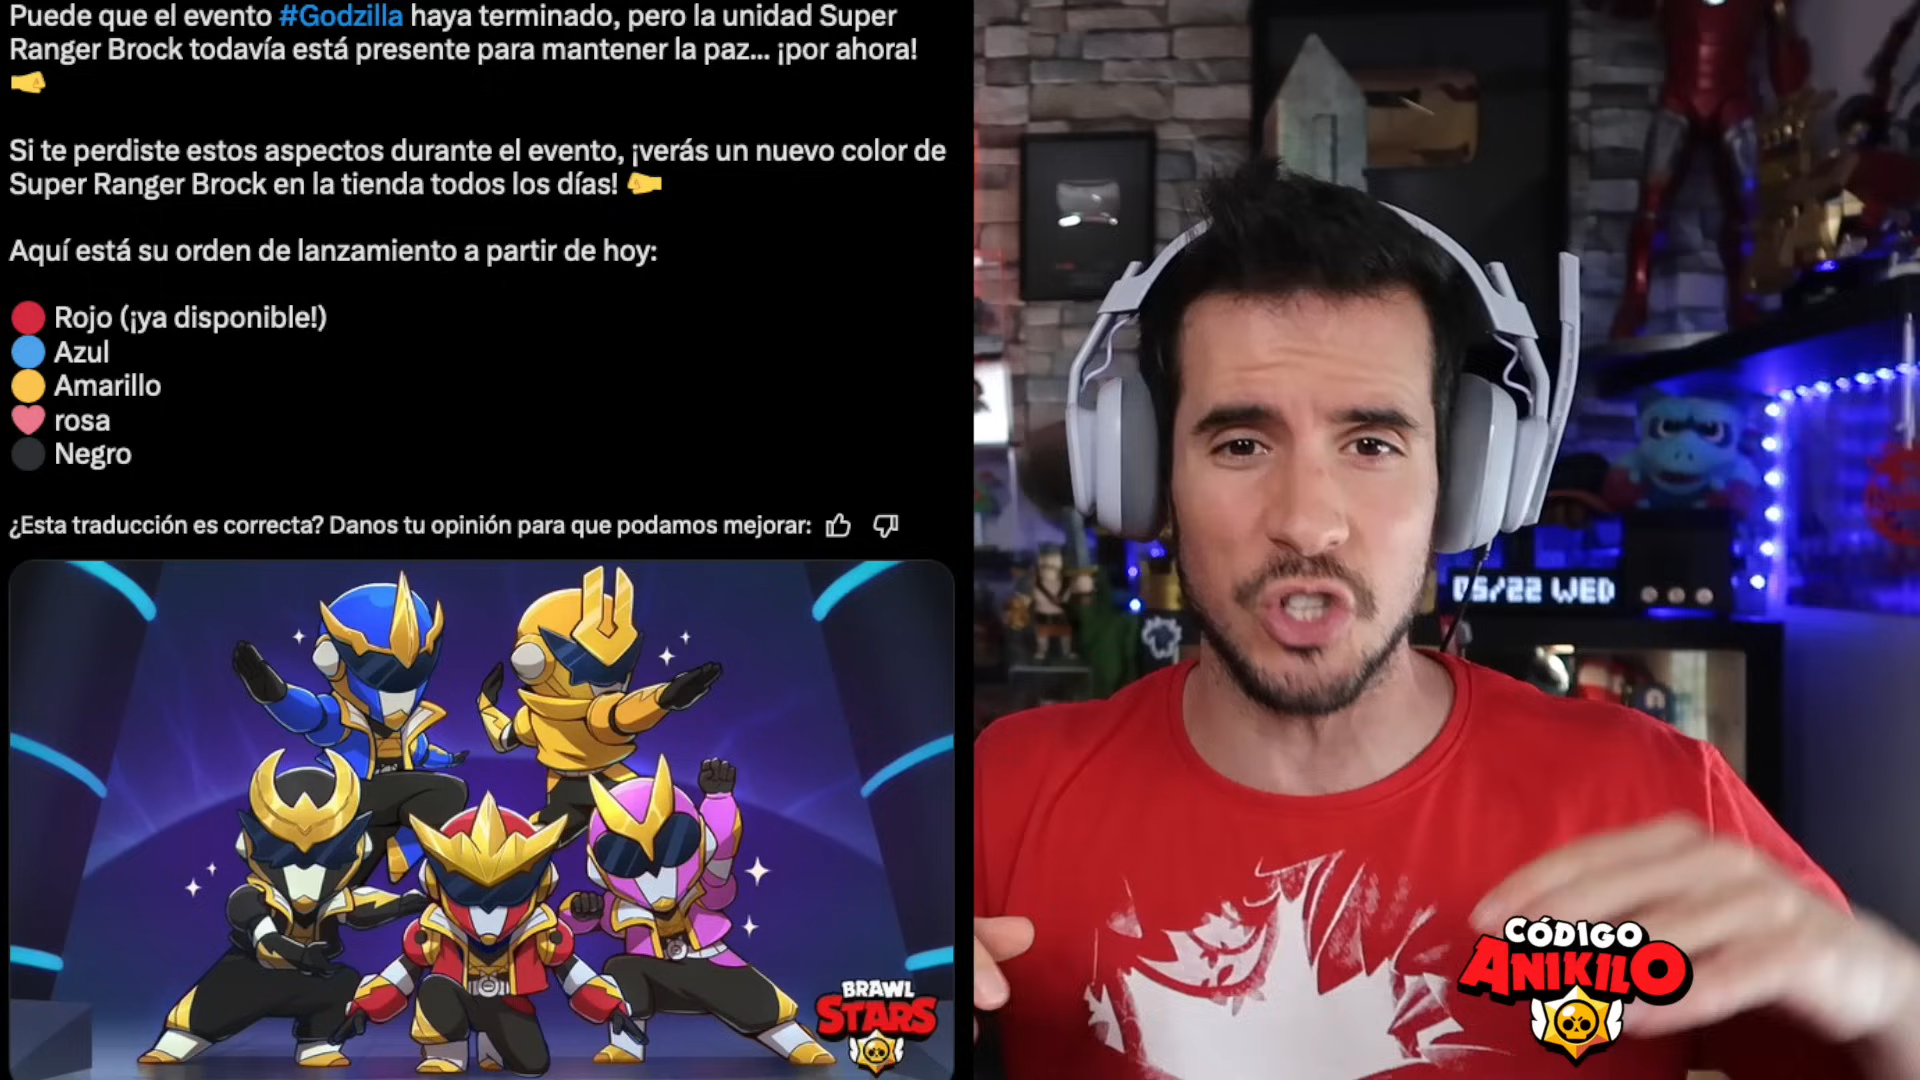 Puede que el evento #Godzilla haya terminado, pero la unidad Super
Ranger Brock todavía está presente para mantener la paz... ¡por ahora!
Si te perdiste estos aspectos durante el evento, ¡verás un nuevo color de
Super Ranger Brock en la tienda todos los días!
Aquí está su orden de lanzamiento a partir de hoy:
Rojo (¡ya disponible!)
Azul
Amarillo
rosa
Negro
¿Esta traducción es correcta? Danos tu opinión para que podamos mejorar:
BRAWL
STARS
05/22 WED
CÓDIGO
ANIKILO